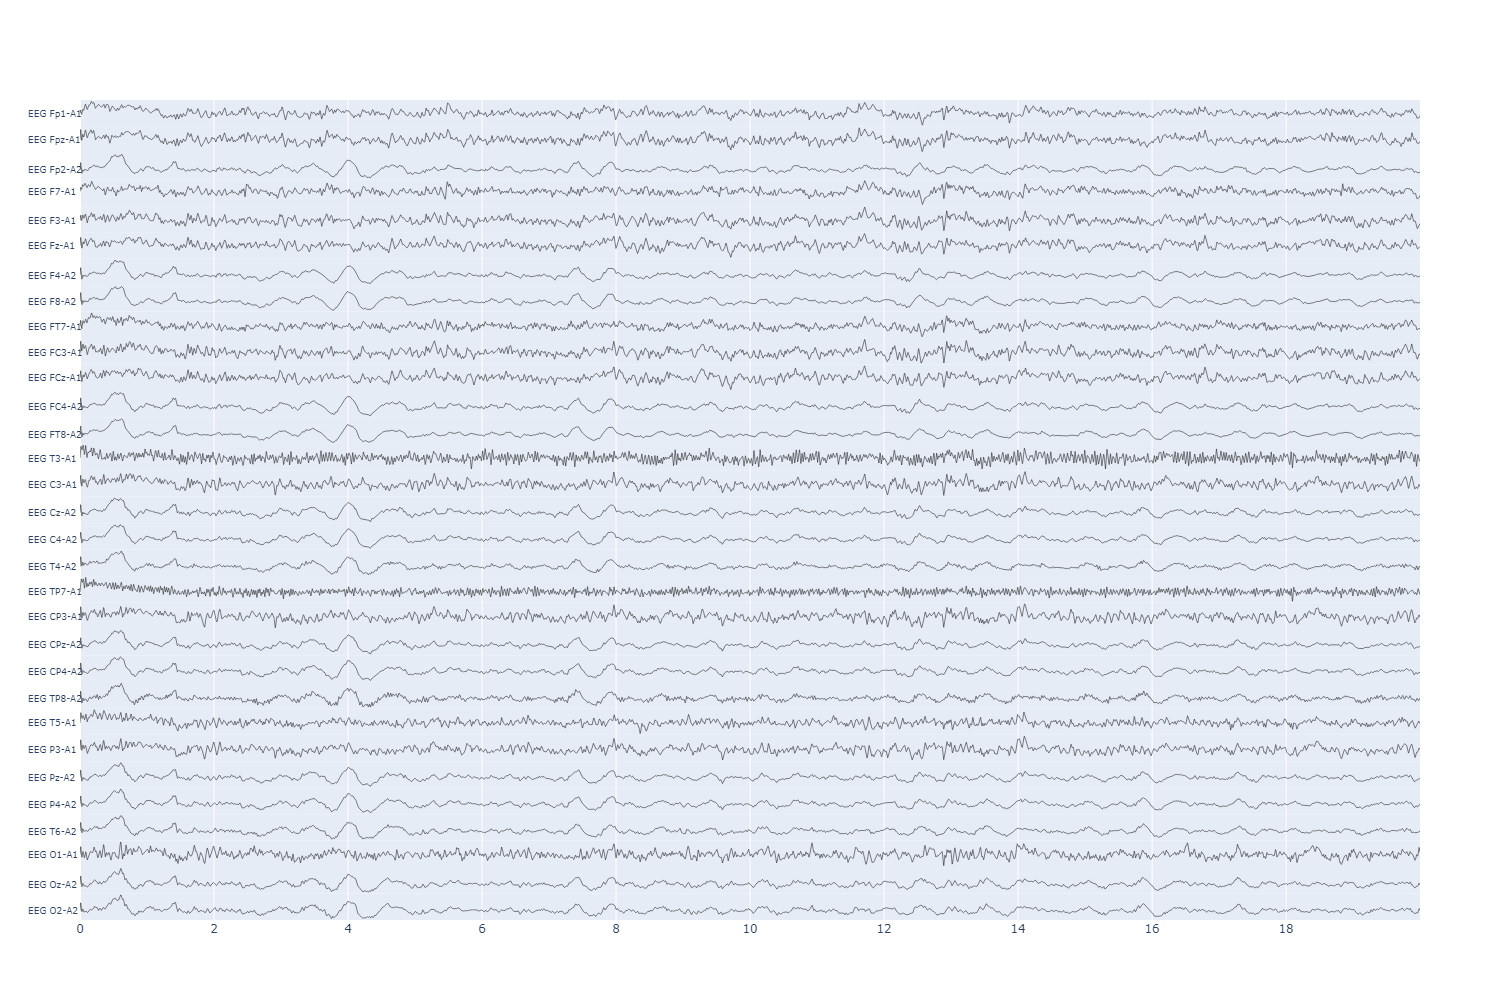 EEG Fp1-A1
EEG Fpz-A1
EEG Fp2-A2
EEG F7-A1
EEG F3-A1
EEG Fz-A1
EEG F4-A2
EEG F8-A2
EEG FT7-A1
EEG FC3-A1
EEG FCz-A1
EEG FC4-A2
EEG FT8-A2
EEG T3-A1
EEG C3-A1
EEG Cz-A2
EEG C4-A2
EEG T4-A2
EEG TP7-A1
EEG CP3-A1
EEG CPz-A2
EEG CP4-A2
EEG TP8-A2
EEG T5-A1
EEG P3-A1
EEG Pz-A2
EEG P4-A2
EEG T6-A2
EEG O1-A1
EEG Oz-A2
EEG O2-A2
0 2 4 6 8 10 12 14 16 18